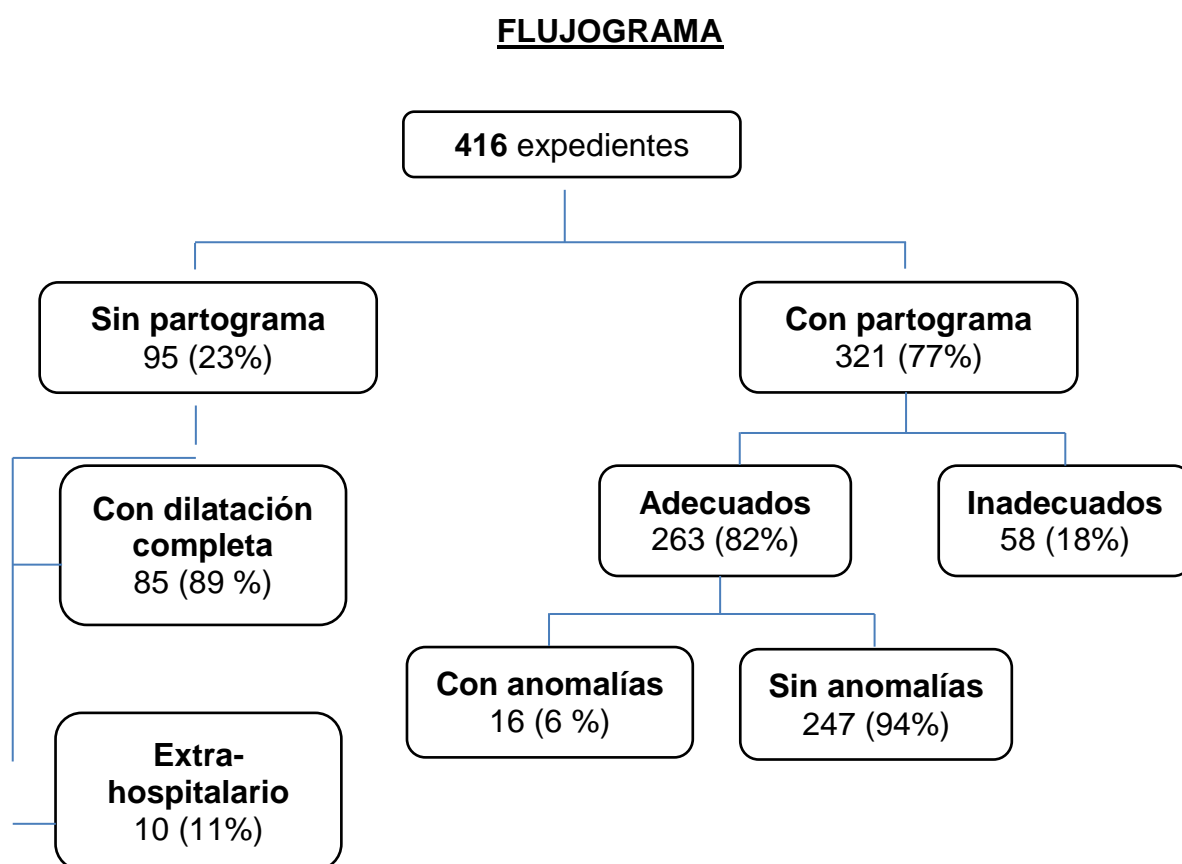 FLUJOGRAMA
416 expedientes
Sin partograma
95 (23%)
Con partograma
321 (77%)
Con dilatación
completa
85 (89 %)
Extra-
hospitalario
10 (11%)
Adecuados
263 (82%)
Inadecuados
58 (18%)
Con anomalías
16 (6 %)
Sin anomalías
247 (94%)